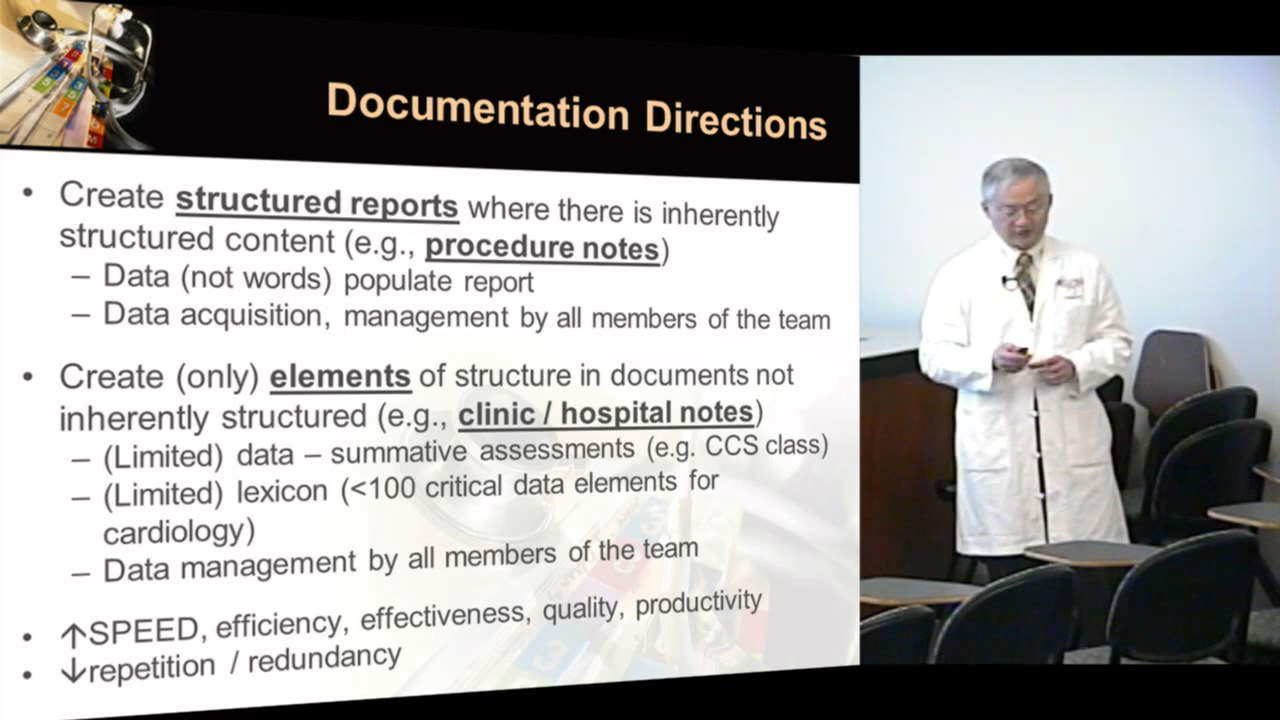 Documentation Directions
• Create structured reports where there is inherently
structured content (e.g., procedure notes)
– Data (not words) populate report
– Data acquisition, management by all members of the team
• Create (only) elements of structure in documents not
inherently structured (e.g., clinic / hospital notes)
– (Limited) data – summative assessments (e.g. CCS class)
– (Limited) lexicon (<100 critical data elements for
cardiology)
– Data management by all members of the team
• ↑SPEED, efficiency, effectiveness, quality, productivity
• ↓repetition / redundancy